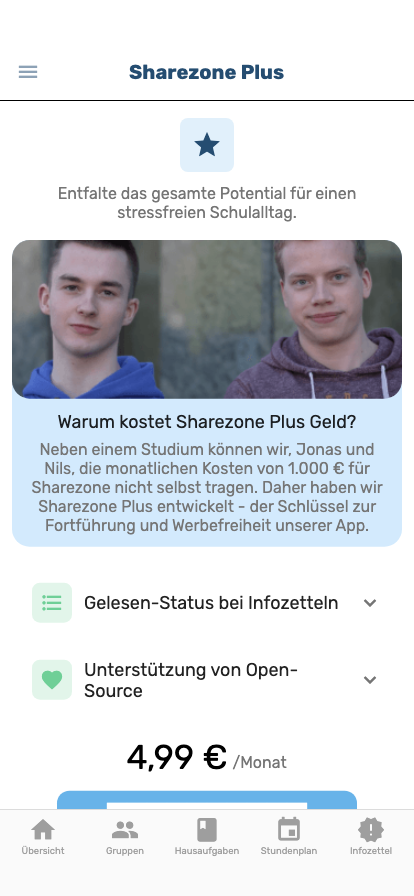 Sharezone Plus
Entfalte das gesamte Potential für einen
stressfreien Schulalltag.
Warum kostet Sharezone Plus Geld?
Neben einem Studium können wir, Jonas und
Nils, die monatlichen Kosten von 1.000 € für
Sharezone nicht selbst tragen. Daher haben wir
Sharezone Plus entwickelt - der Schlüssel zur
Fortführung und Werbefreiheit unserer App.
Gelesen-Status bei Infozetteln
Unterstützung von Open-
Source
4,99 € /Monat
Übersicht Gruppen Hausaufgaben Stundenplan Infozettel